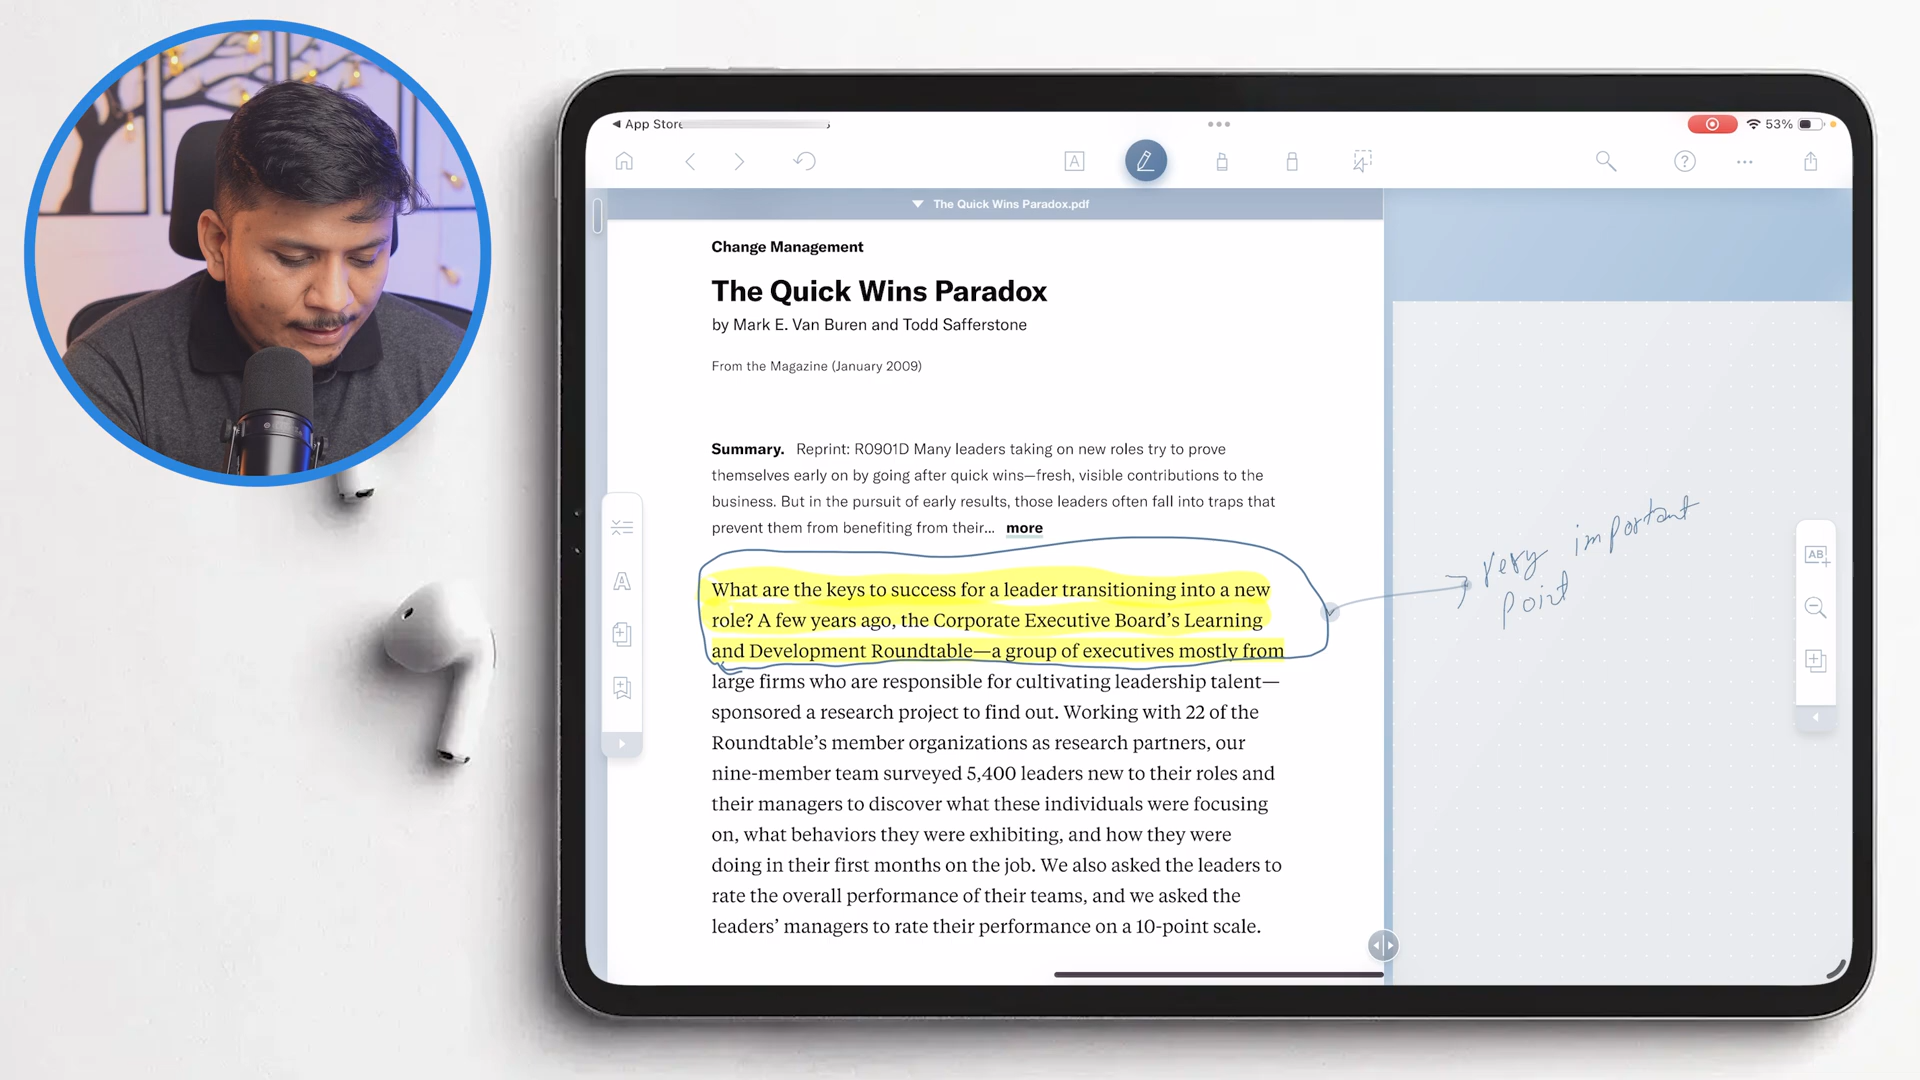 App Store
53%
The Quick Wins Paradox.pdf
Change Management
The Quick Wins Paradox
by Mark E. Van Buren and Todd Safferstone
From the Magazine (January 2009)
Summary. Reprint: R0901D Many leaders taking on new roles try to prove
themselves early on by going after quick wins—fresh, visible contributions to the
business. But in the pursuit of early results, those leaders often fall into traps that
prevent them from benefiting from their... more
What are the keys to success for a leader transitioning into a new
role? A few years ago, the Corporate Executive Board’s Learning
and Development Roundtable—a group of executives mostly from
large firms who are responsible for cultivating leadership talent—
sponsored a research project to find out. Working with 22 of the
Roundtable’s member organizations as research partners, our
nine-member team surveyed 5,400 leaders new to their roles and
their managers to discover what these individuals were focusing
on, what behaviors they were exhibiting, and how they were
doing in their first months on the job. We also asked the leaders to
rate the overall performance of their teams, and we asked the
leaders’ managers to rate their performance on a 10-point scale.
Very important
point
A
A
AB